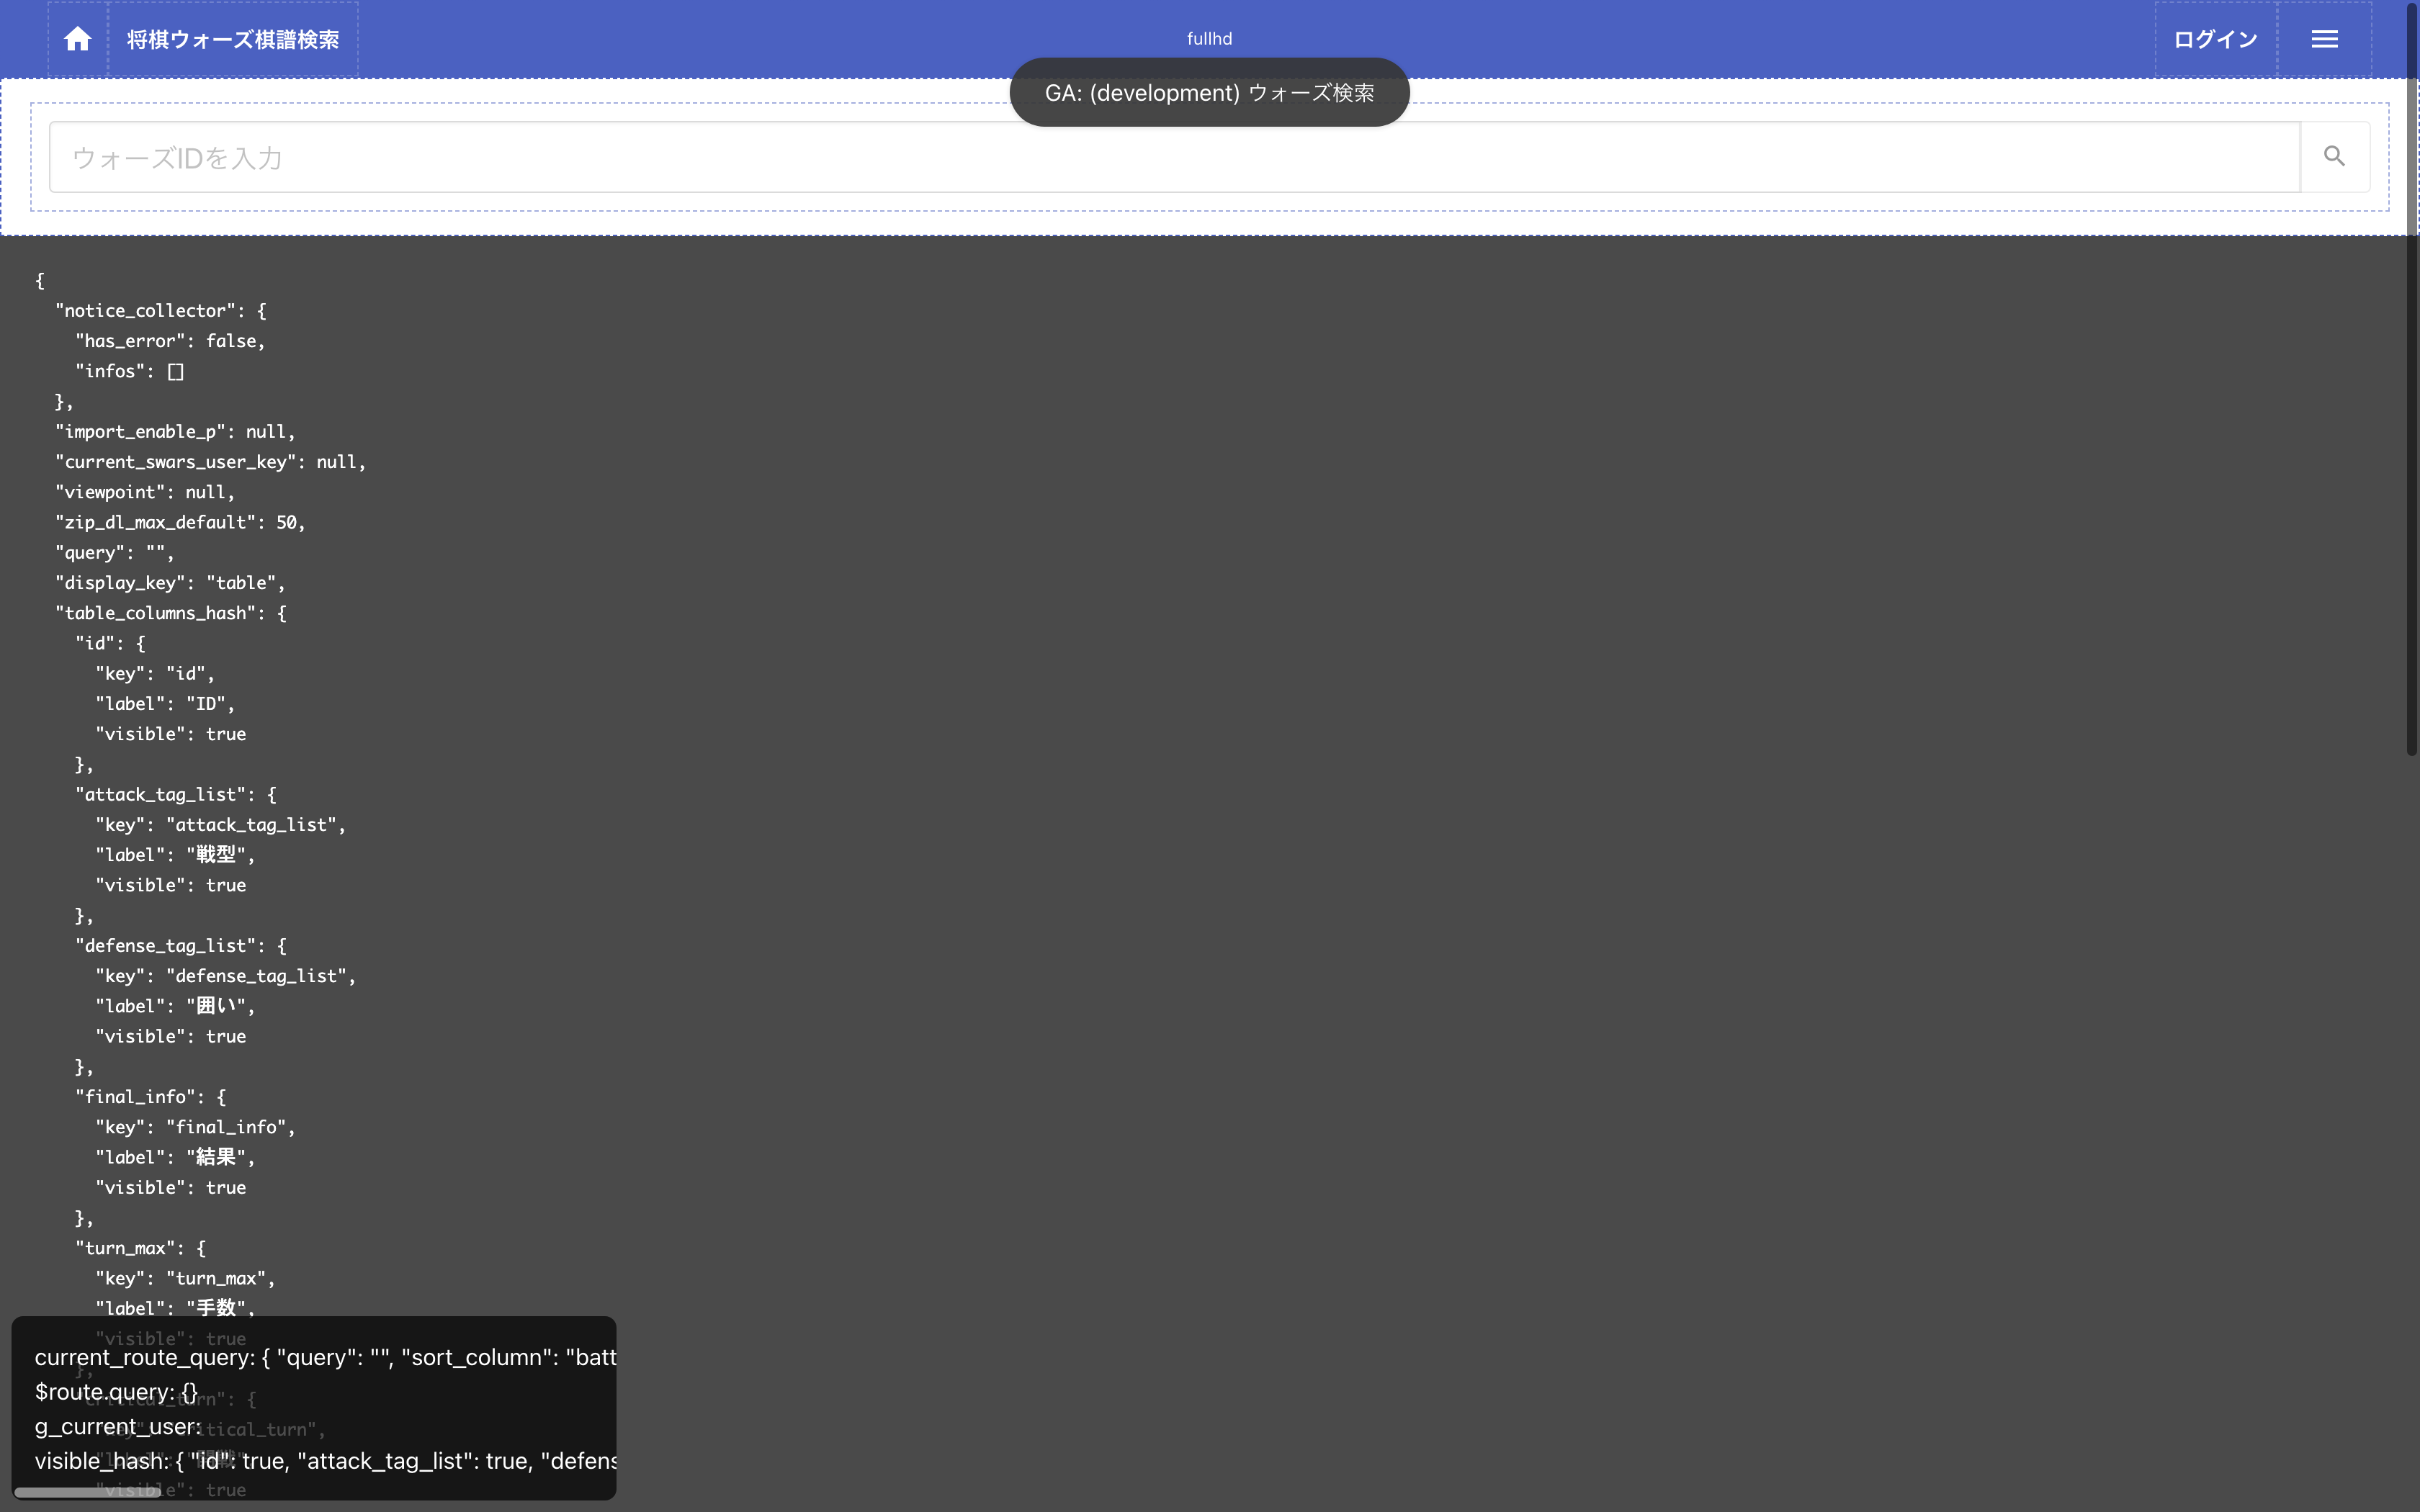 将棋ウォーズ棋譜検索
fullhd
ログイン
GA: (development) ウォーズ検索
ウォーズIDを入力
{
"notice_collector": {
"has_error": false,
"infos": []
},
"import_enable_p": null,
"current_swars_user_key": null,
"viewpoint": null,
"zip_dl_max_default": 50,
"query": "",
"display_key": "table",
"table_columns_hash": {
"id": {
"key": "id",
"label": "ID",
"visible": true
},
"attack_tag_list": {
"key": "attack_tag_list",
"label": "戦型",
"visible": true
},
"defense_tag_list": {
"key": "defense_tag_list",
"label": "囲い",
"visible": true
},
"final_info": {
"key": "final_info",
"label": "結果",
"visible": true
},
"turn_max": {
"key": "turn_max",
"label": "手数",
"visible": true
},
"critical_turn": {
"key": "critical_turn",
"visible": true
current_route_query: { "query": "", "sort_column": "batt
$route.query: {}
g_current_user:
visible_hash: { "id": true, "attack_tag_list": true, "defens